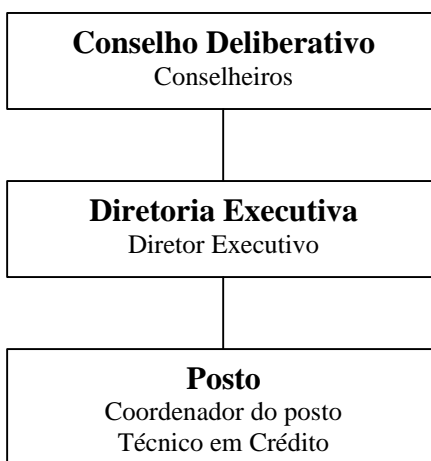 Conselho Deliberativo
Conselheiros
Diretoria Executiva
Diretor Executivo
Posto
Coordenador do posto
Técnico em Crédito